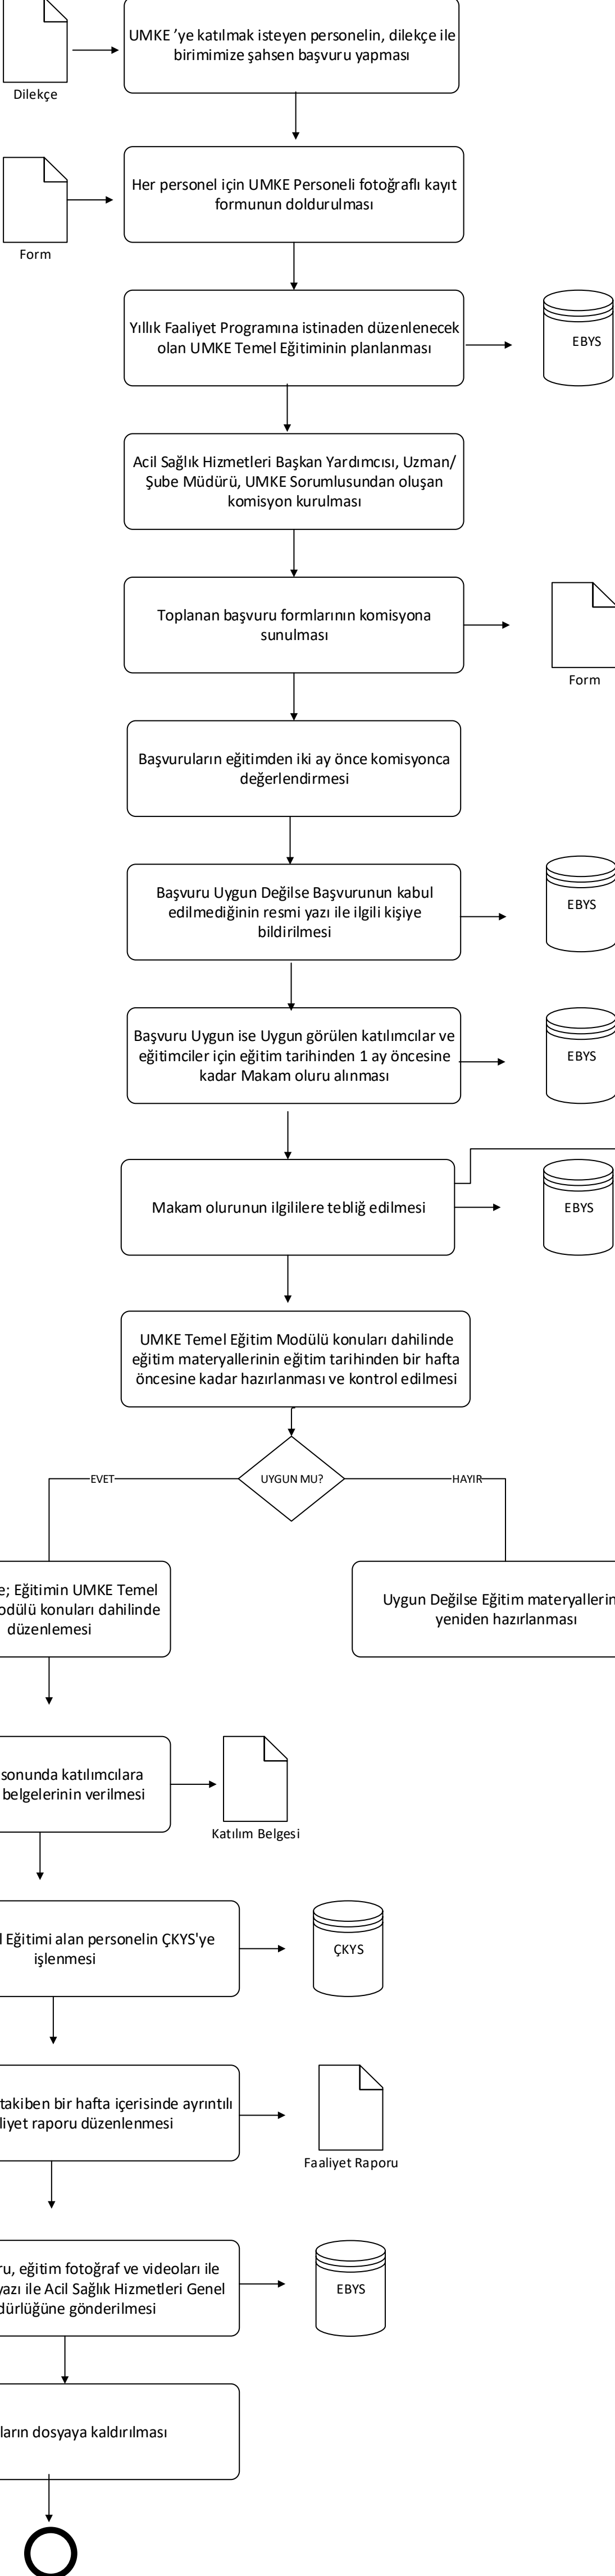 UMKE ’ye katılmak isteyen personelin, dilekçe ile
birimimize şahsen başvuru yapması
Dilekçe
Her personel için UMKE Personeli fotoğraflı kayıt
formunun doldurulması
Form
Yıllık Faaliyet Programına istinaden düzenlenecek
olan UMKE Temel Eğitiminin planlanması
EBYS
Acil Sağlık Hizmetleri Başkan Yardımcısı, Uzman/
Şube Müdürü, UMKE Sorumlusundan oluşan
komisyon kurulması
Toplanan başvuru formlarının komisyona
sunulması
Form
Başvuruların eğitimden iki ay önce komisyonca
değerlendirmesi
Başvuru Uygun Değilse Başvurunun kabul
edilmediğinin resmi yazı ile ilgili kişiye
bildirilmesi
EBYS
Başvuru Uygun ise Uygun görülen katılımcılar ve
eğitimciler için eğitim tarihinden 1 ay öncesine
kadar Makam oluru alınması
EBYS
Makam olurunun ilgililere tebliğ edilmesi
EBYS
UMKE Temel Eğitim Modülü konuları dahilinde
eğitim materyallerinin eğitim tarihinden bir hafta
öncesine kadar hazırlanması ve kontrol edilmesi
EVET
UYGUN MU?
HAYIR
e; Eğitimin UMKE Temel
odülü konuları dahilinde
düzenlemesi
Uygun Değilse Eğitim materyallerin
yeniden hazırlanması
sonunda katılımcılara
belgelerinin verilmesi
Katılım Belgesi
l Eğitimi alan personelin ÇKYS'ye
işlenmesi
ÇKYS
takiben bir hafta içerisinde ayrıntılı
liyet raporu düzenlenmesi
Faaliyet Raporu
ru, eğitim fotoğraf ve videoları ile
yazı ile Acil Sağlık Hizmetleri Genel
dürlüğüne gönderilmesi
EBYS
ların dosyaya kaldırılması